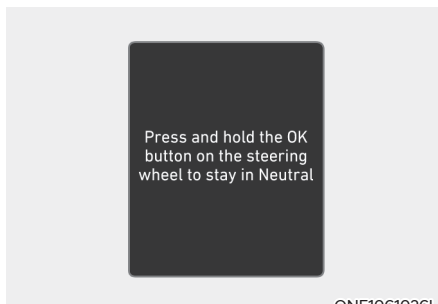 Press and hold the OK
button on the steering
wheel to stay in Neutral